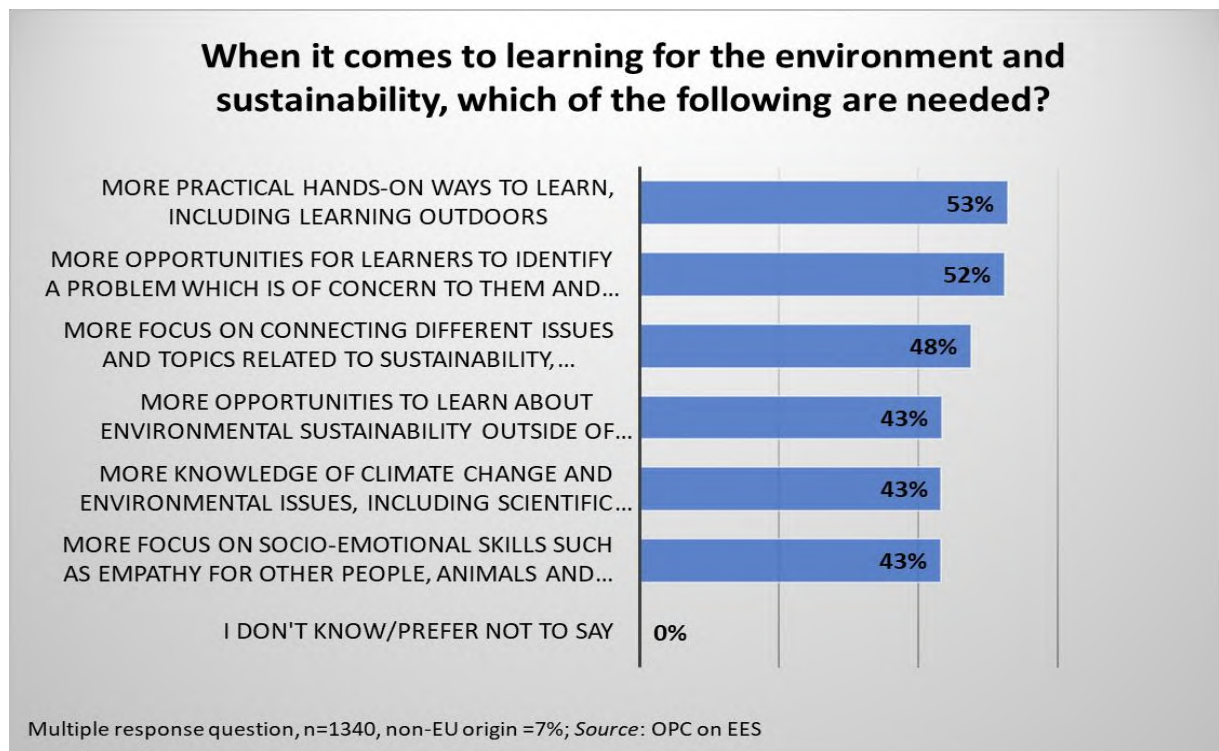 When it comes to learning for the environment and
sustainability, which of the following are needed?
MORE PRACTICAL HANDS-ON WAYS TO LEARN,
INCLUDING LEARNING OUTDOORS
53%
MORE OPPORTUNITIES FOR LEARNERS TO IDENTIFY
A PROBLEM WHICH IS OF CONCERN TO THEM AND...
52%
MORE FOCUS ON CONNECTING DIFFERENT ISSUES
AND TOPICS RELATED TO SUSTAINABILITY,...
48%
MORE OPPORTUNITIES TO LEARN ABOUT
ENVIRONMENTAL SUSTAINABILITY OUTSIDE OF...
43%
MORE KNOWLEDGE OF CLIMATE CHANGE AND
ENVIRONMENTAL ISSUES, INCLUDING SCIENTIFIC...
43%
MORE FOCUS ON SOCIO-EMOTIONAL SKILLS SUCH
AS EMPATHY FOR OTHER PEOPLE, ANIMALS AND...
43%
I DON'T KNOW/PREFER NOT TO SAY
0%
Multiple response question, n=1340, non-EU origin =7%; Source: OPC on EES